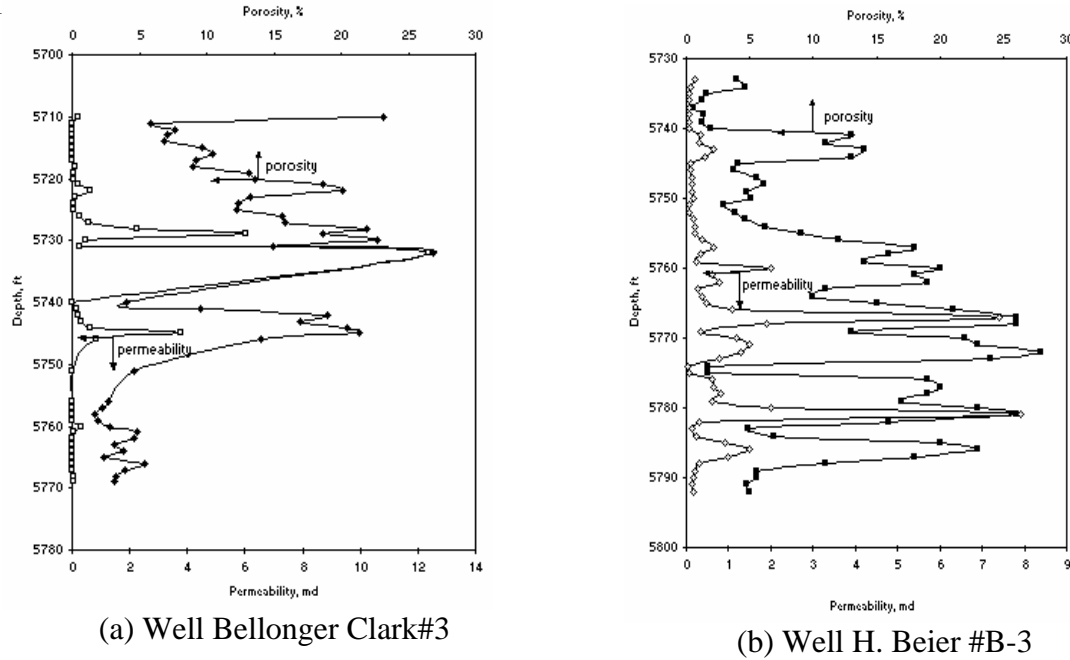 Porosity, %
0 5 10 15 20 25 30
5700
5710
5720
5730
5740
5750
5760
5770
5780
Depth, ft
porosity
permeability
0 2 4 6 8 10 12 14
Permeability, md
(a) Well Bellonger Clark#3
Porosity, %
0 5 10 15 20 25 30
5730
5740
5750
5760
5770
5780
5790
5800
Depth, ft
porosity
permeability
0 1 2 3 4 5 6 7 8 9
Permeability, md
(b) Well H. Beier #B-3